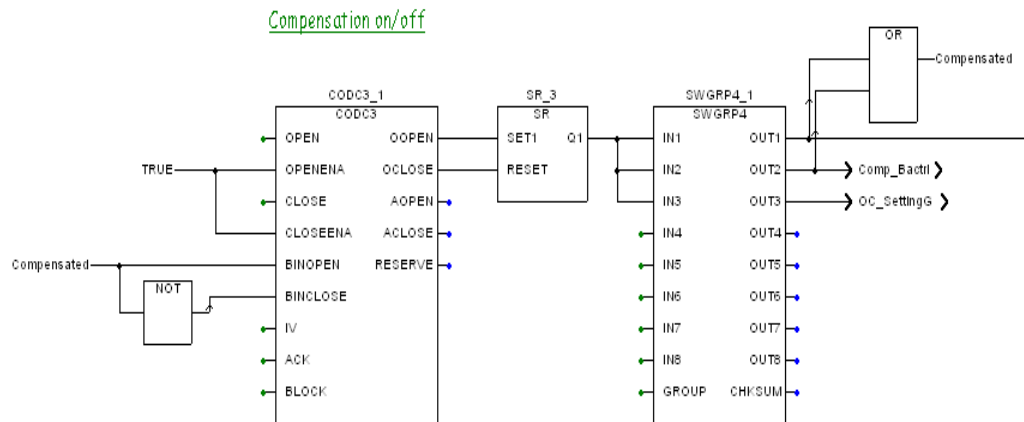 Compensation on/off
OR
Compensated
CODC3_1 SR_3 SWGRP4_1
CODC3 SR SWGRP4
OPEN OOPEN SET1 Q1 IN1 OUT1
TRUE OPENENA OCLOSE RESET IN2 OUT2 Comp_Bactrl
CLOSE AOPEN IN3 OUT3 OC_SettingG
CLOSEENA ACLOSE IN4 OUT4
Compensated BINOPEN RESERVE IN5 OUT5
NOT BINCLOSE IN6 OUT6
IV IN7 OUT7
ACK IN8 OUT8
BLOCK GROUP CHKSUM